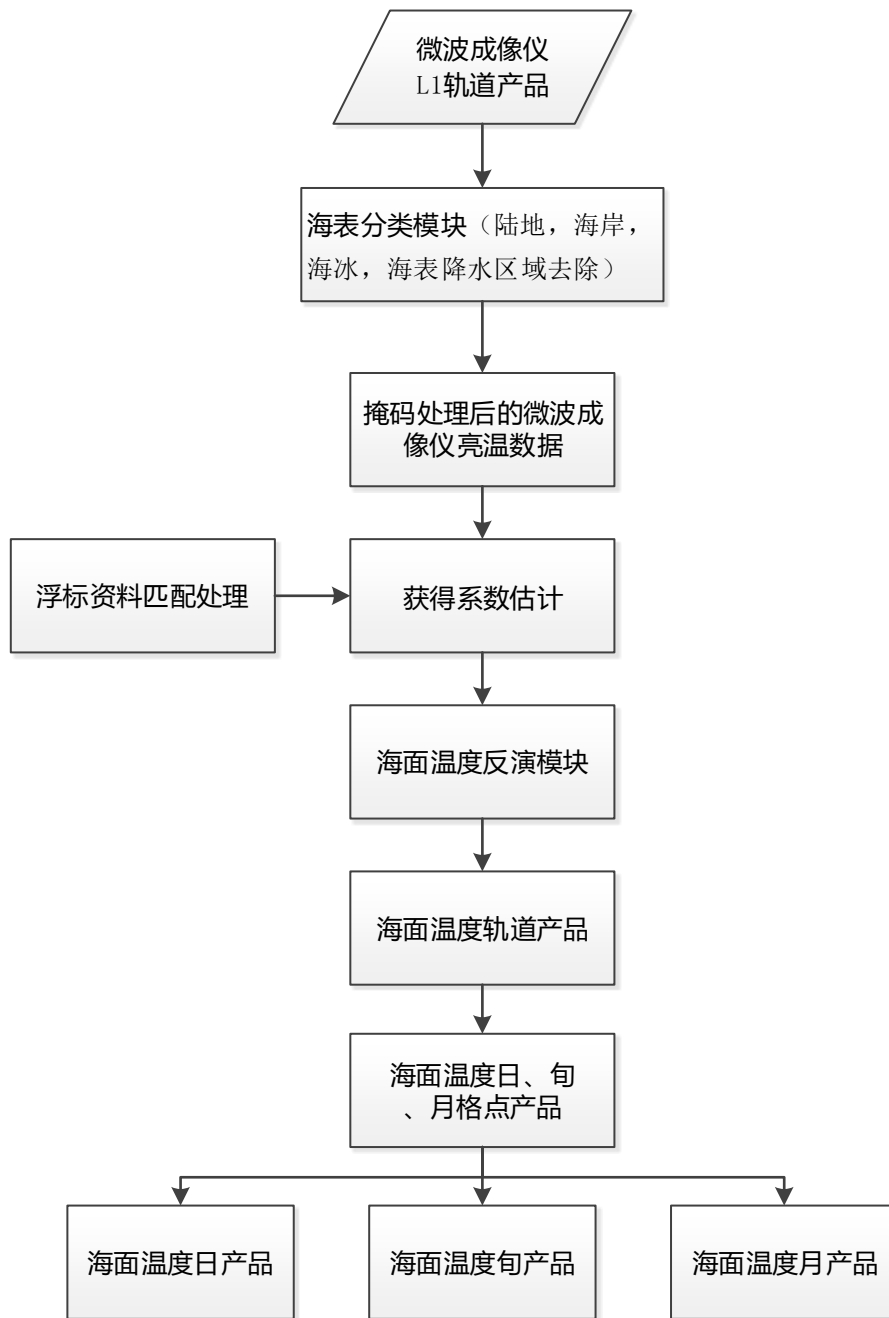 微波成像仪
L1轨道产品
海表分类模块（陆地，海岸，
海冰，海表降水区域去除）
掩码处理后的微波成
像仪亮温数据
浮标资料匹配处理
获得系数估计
海面温度反演模块
海面温度轨道产品
海面温度日、旬
、月格点产品
海面温度日产品
海面温度旬产品
海面温度月产品